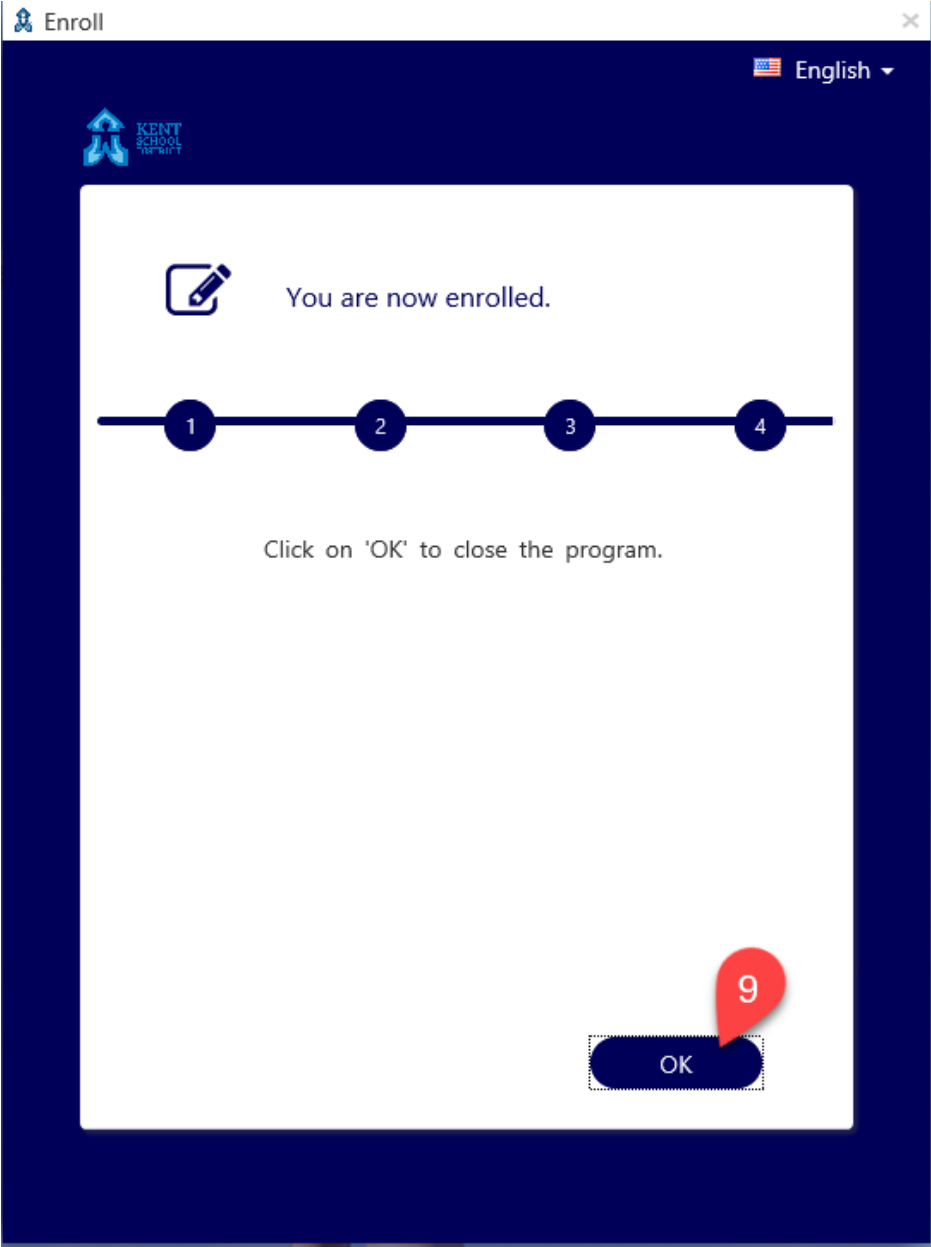 Enroll
English
KENT
SCHOOL
DISTRICT
You are now enrolled.
1 2 3 4
Click on 'OK' to close the program.
9
OK